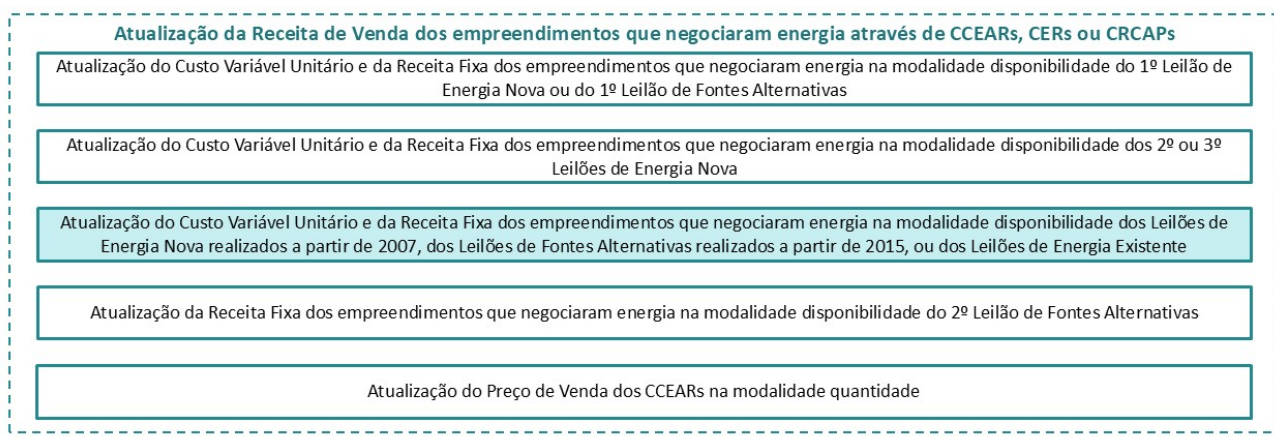 Atualização da Receita de Venda dos empreendimentos que negociaram energia através de CCEARs, CERs ou CRCAPs
Atualização do Custo Variável Unitário e da Receita Fixa dos empreendimentos que negociaram energia na modalidade disponibilidade do 1º Leilão de
Energia Nova ou do 1º Leilão de Fontes Alternativas
Atualização do Custo Variável Unitário e da Receita Fixa dos empreendimentos que negociaram energia na modalidade disponibilidade dos 2º ou 3º
Leilões de Energia Nova
Atualização do Custo Variável Unitário e da Receita Fixa dos empreendimentos que negociaram energia na modalidade disponibilidade dos Leilões de
Energia Nova realizados a partir de 2007, dos Leilões de Fontes Alternativas realizados a partir de 2015, ou dos Leilões de Energia Existente
Atualização da Receita Fixa dos empreendimentos que negociaram energia na modalidade disponibilidade do 2º Leilão de Fontes Alternativas
Atualização do Preço de Venda dos CCEARs na modalidade quantidade